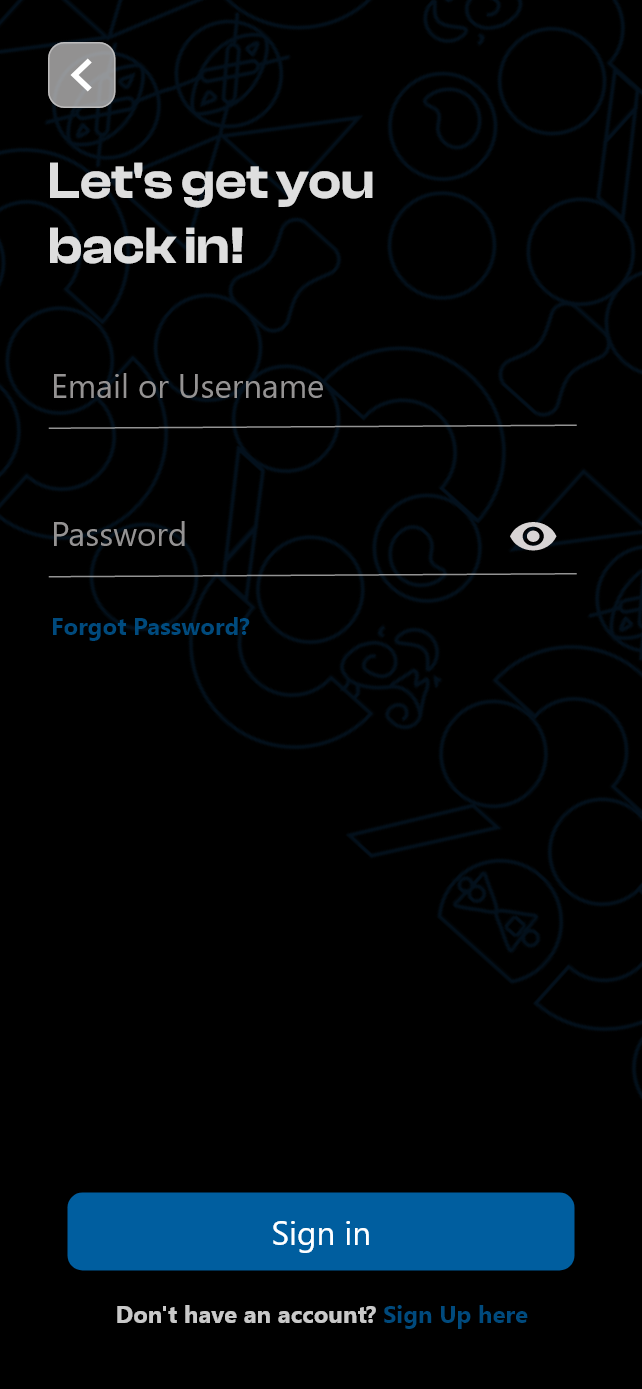 Let's get you
back in!
Email or Username
Password
Forgot Password?
Sign in
Don't have an account? Sign Up here